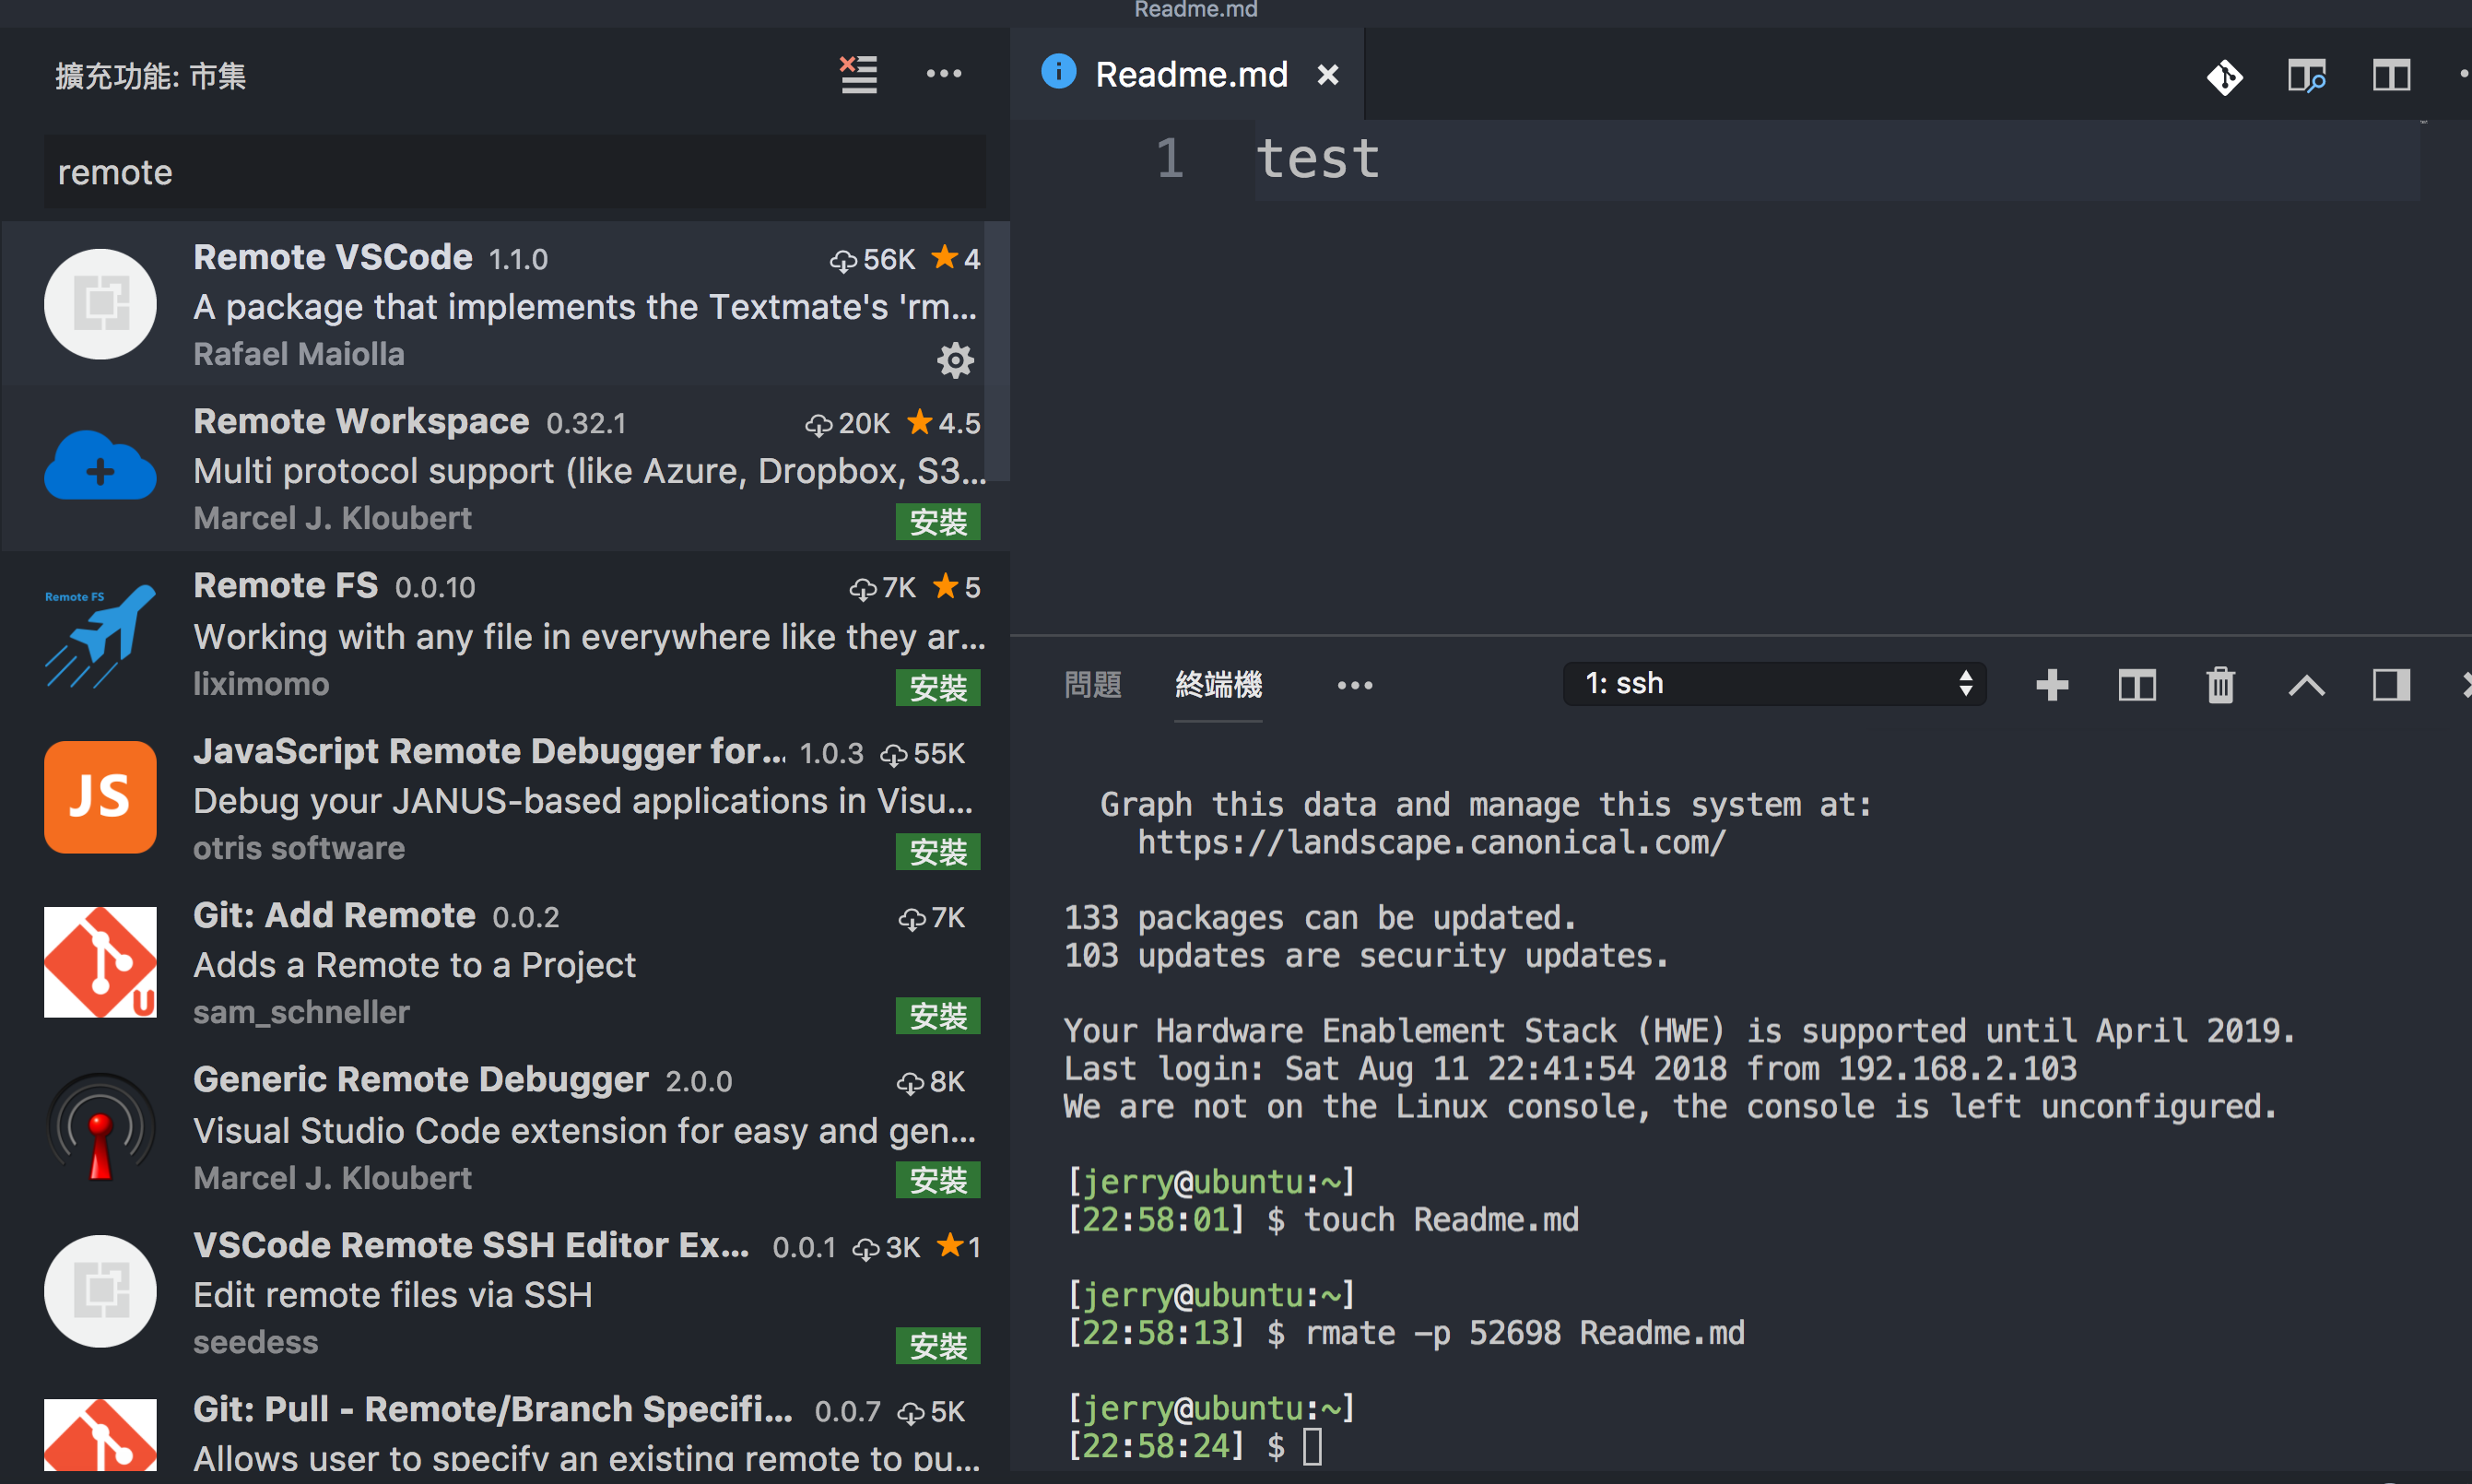 Readme.md
擴充功能: 市集
remote
Remote VSCode 1.1.0 56K 4
A package that implements the Textmate's 'rm...
Rafael Maiolla
Remote Workspace 0.32.1 20K 4.5
Multi protocol support (like Azure, Dropbox, S3...
Marcel J. Kloubert
安裝
Remote FS
Remote FS 0.0.10 7K 5
Working with any file in everywhere like they ar...
liximomo
安裝
JS
JavaScript Remote Debugger for... 1.0.3 55K
Debug your JANUS-based applications in Visu...
otris software
安裝
Git: Add Remote 0.0.2 7K
Adds a Remote to a Project
sam_schneller
U
安裝
Generic Remote Debugger 2.0.0 8K
Visual Studio Code extension for easy and gen...
Marcel J. Kloubert
安裝
VSCode Remote SSH Editor Ex... 0.0.1 3K 1
Edit remote files via SSH
seedess
安裝
Git: Pull - Remote/Branch Specifi... 0.0.7 5K
Allows user to specify an existing remote to pu...
Readme.md
1 test
問題 終端機 ... 1: ssh
Graph this data and manage this system at:
https://landscape.canonical.com/
133 packages can be updated.
103 updates are security updates.
Your Hardware Enablement Stack (HWE) is supported until April 2019.
Last login: Sat Aug 11 22:41:54 2018 from 192.168.2.103
We are not on the Linux console, the console is left unconfigured.
[jerry@ubuntu:~]
[22:58:01] $ touch Readme.md
[jerry@ubuntu:~]
[22:58:13] $ rmate -p 52698 Readme.md
[jerry@ubuntu:~]
[22:58:24] $